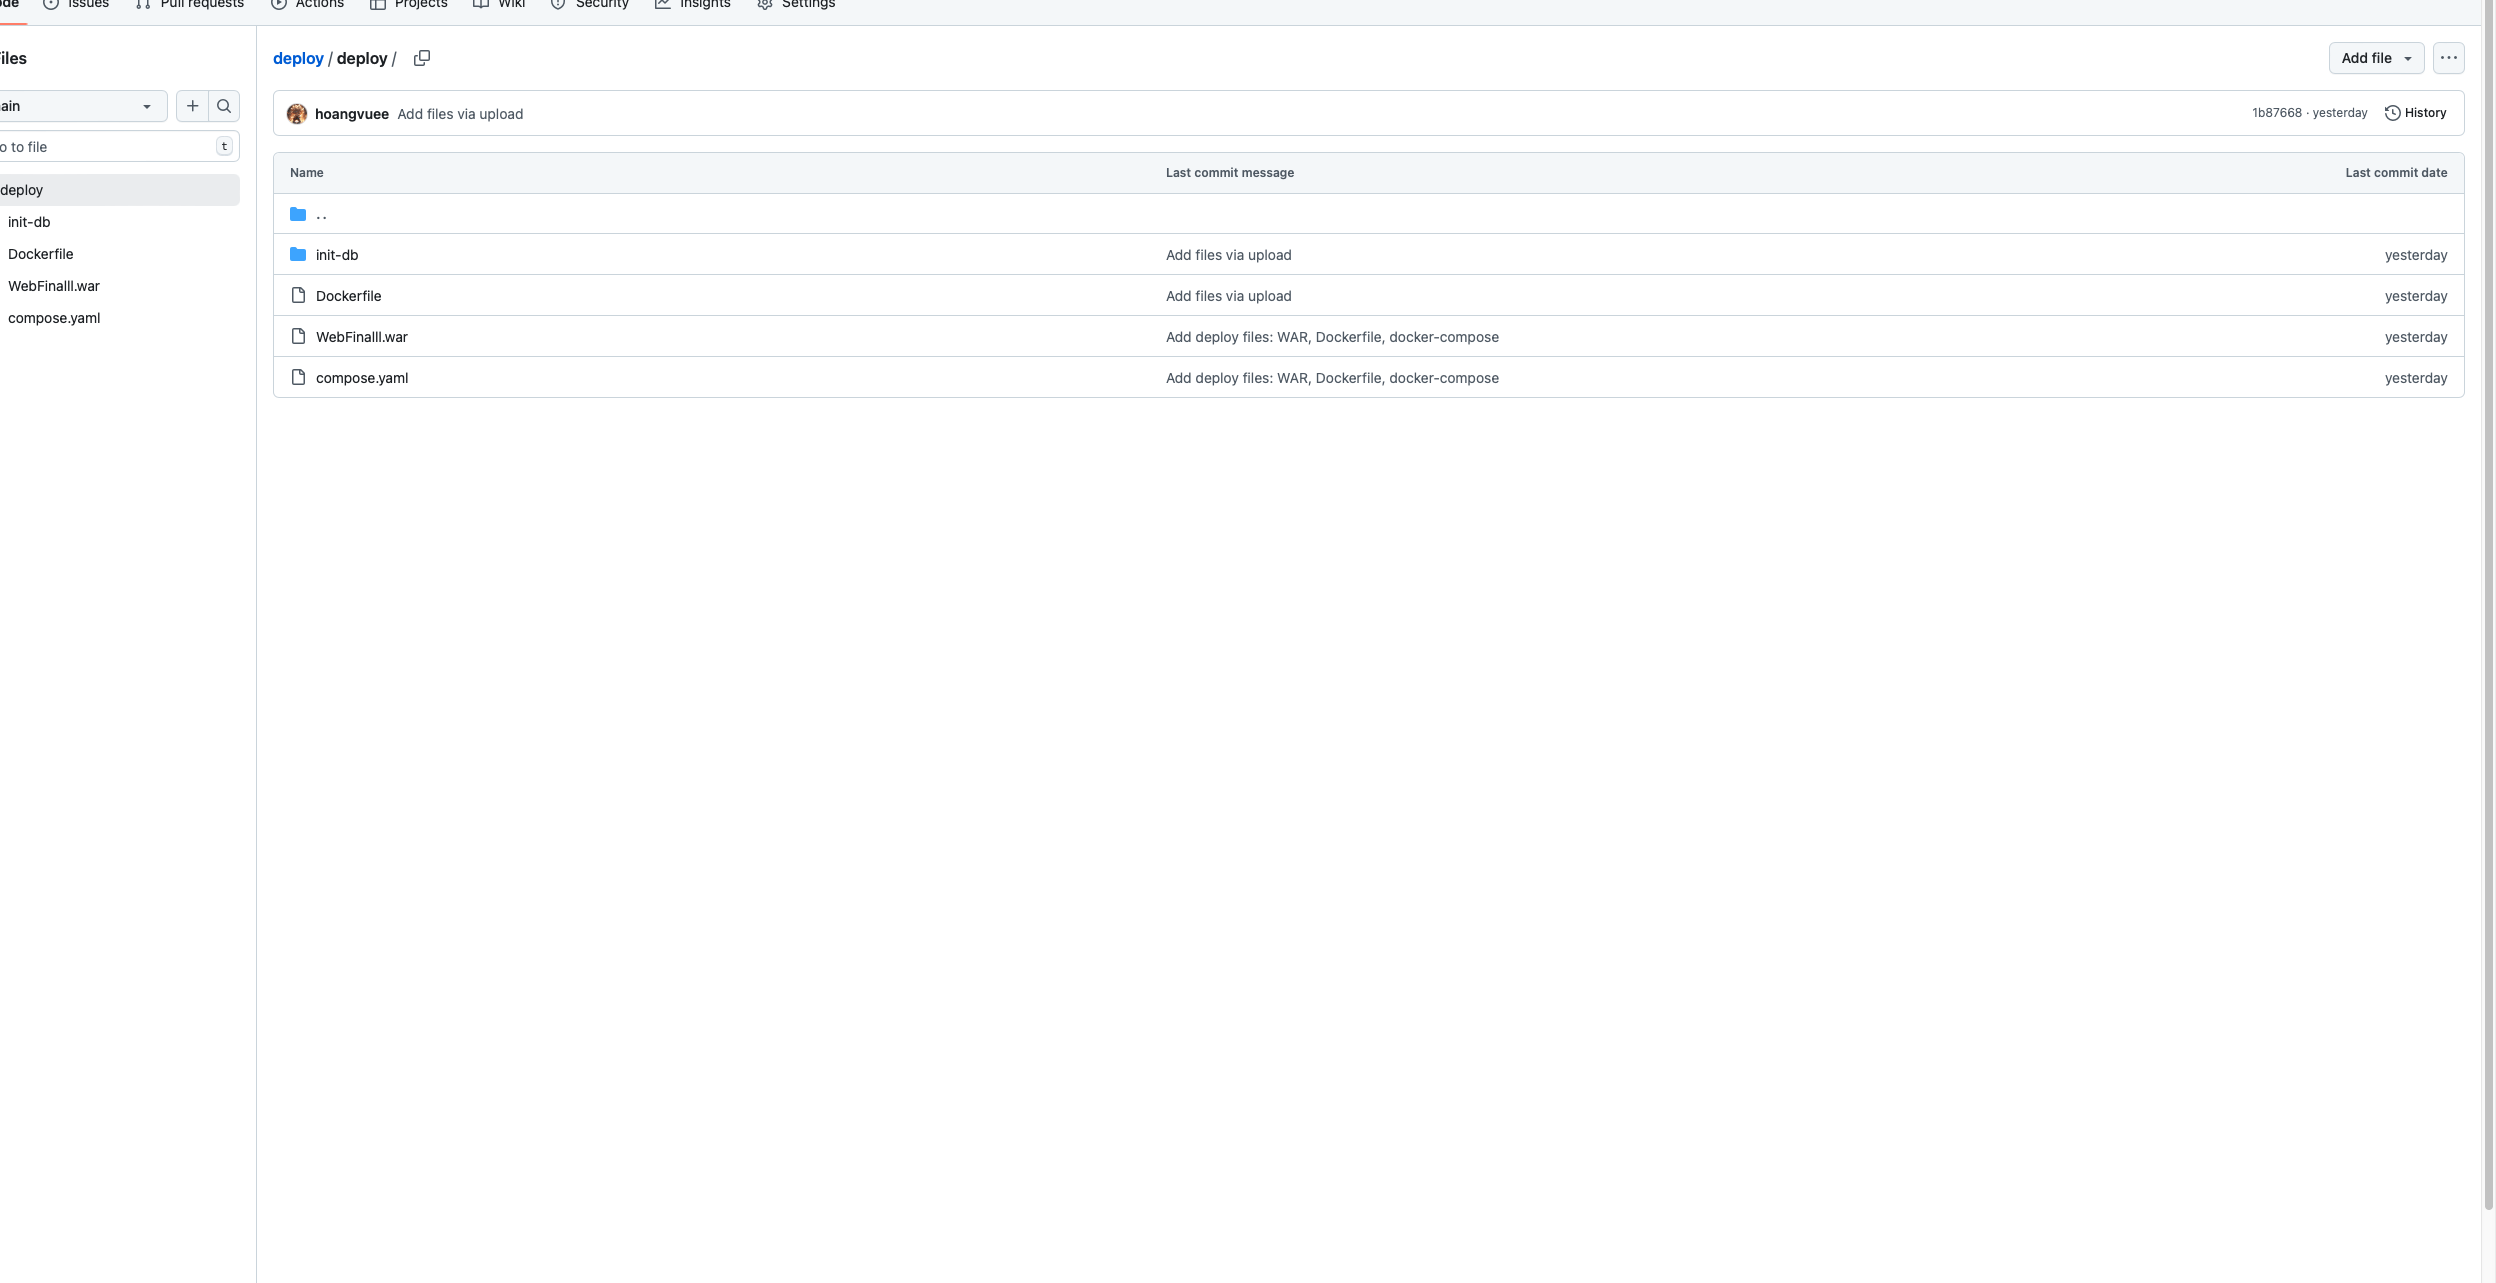 Issues Pull requests Actions Projects Wiki Security Insights Settings
deploy / deploy /
Add file
hoangvuee Add files via upload
1b87668 · yesterday
History
t
to file
deploy
init-db
Dockerfile
WebFinalll.war
compose.yaml
Name Last commit message Last commit date
..
init-db Add files via upload yesterday
Dockerfile Add files via upload yesterday
WebFinalll.war Add deploy files: WAR, Dockerfile, docker-compose yesterday
compose.yaml Add deploy files: WAR, Dockerfile, docker-compose yesterday